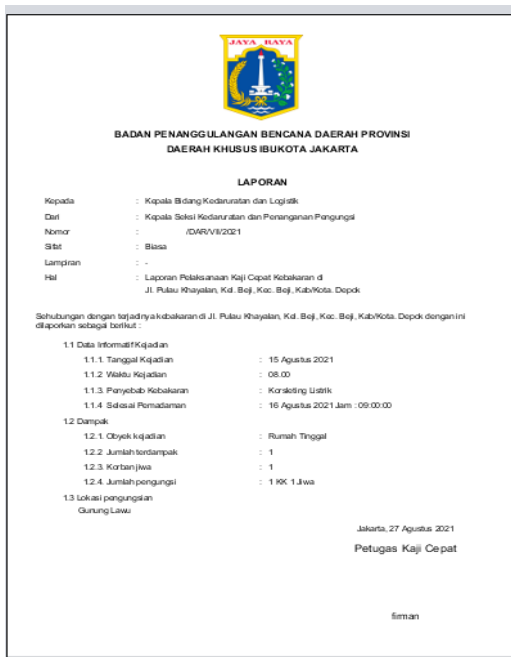 JAYA RAYA
BADAN PENANGGULANGAN BENCANA DAERAH PROVINSI
DAERAH KHUSUS IBUKOTA JAKARTA
LAPORAN
Kepada : Kepala Bidang Kedaruratan dan Logistik
Dari : Kepala Seksi Kedaruratan dan Penanganan Pengungsi
Nomor : /DAR/VII/2021
Sifat : Biasa
Lampiran : -
Hal : Laporan Pelaksanaan Kaji Cepat Kebakaran di
Jl. Pulau Khayalan, Kel. Beji, Kec. Beji, Kab/Kota. Depok
Sehubungan dengan terjadinya kebakaran di Jl. Pulau Khayalan, Kel. Beji, Kec. Beji, Kab/Kota. Depok dengan ini
dilaporkan sebagai berikut :
1.1 Data Informatif Kejadian
1.1.1. Tanggal Kejadian : 15 Agustus 2021
1.1.2 Waktu Kejadian : 08.00
1.1.3. Penyebab Kebakaran : Korsleting Listrik
1.1.4 Selesai Pemadaman : 16 Agustus 2021 Jam : 09:00:00
1.2 Dampak
1.2.1. Obyek kejadian : Rumah Tinggal
1.2.2 Jumlah terdampak : 1
1.2.3. Korban jiwa : 1
1.2.4. Jumlah pengungsi : 1 KK 1 Jiwa
1.3 Lokasi pengungsian
Gunung Lawu
Jakarta, 27 Agustus 2021
Petugas Kaji Cepat
firman